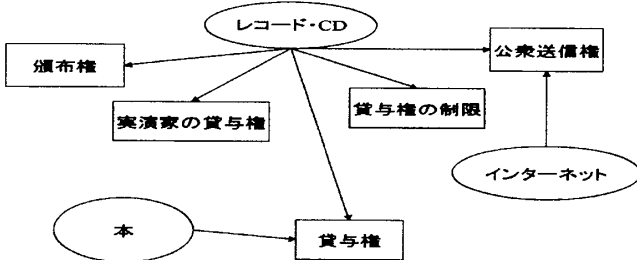 レコード・CD
頒布権
公衆送信権
実演家の貸与権
貸与権の制限
インターネット
本
貸与権